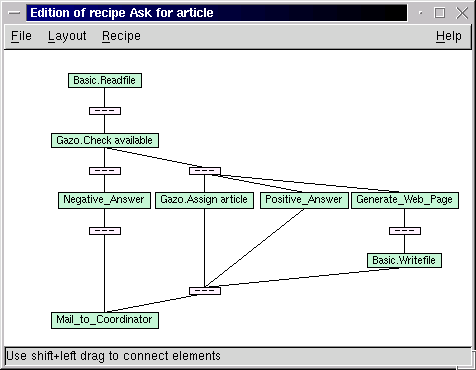 Edition of recipe Ask for article
File Layout Recipe Help
Basic.Readfile
Gazo.Check available
Negative_Answer Gazo.Assign article Positive_Answer Generate_Web_Page
Basic.Writefile
Mail_to_Coordinator
Use shift+left drag to connect elements